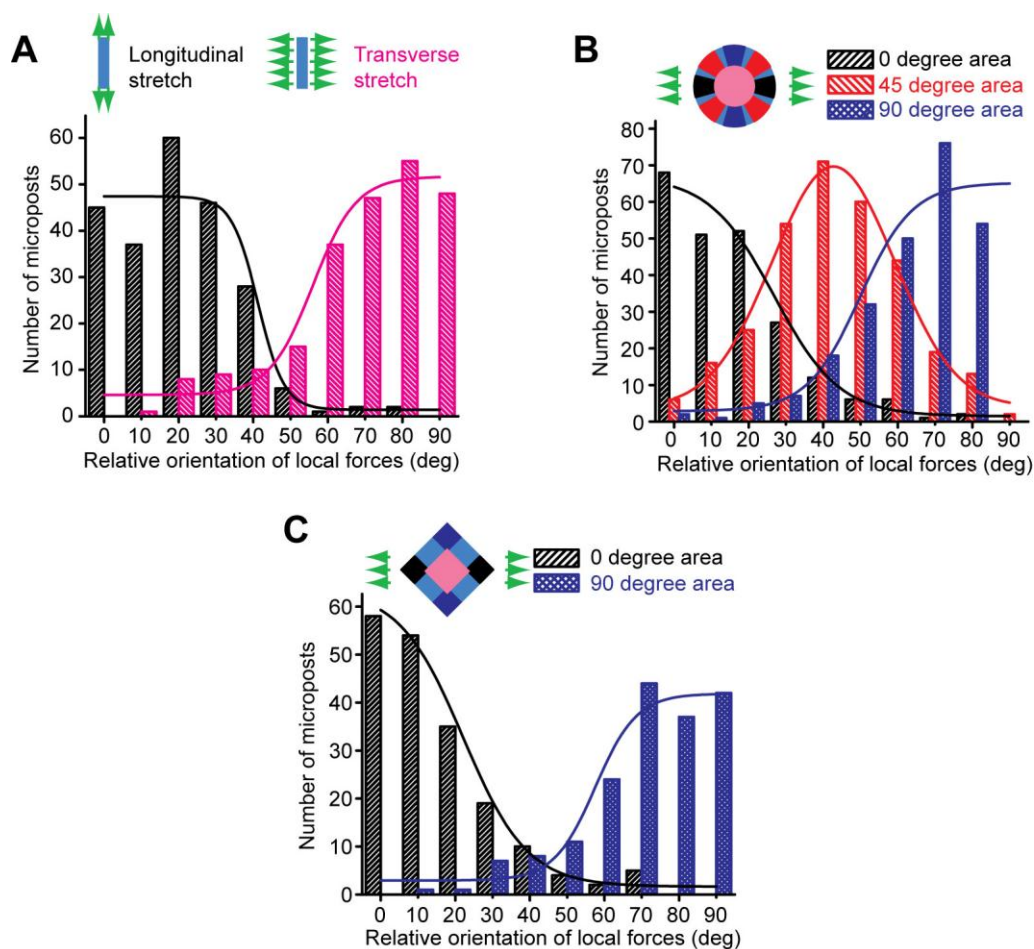 A
Longitudinal
stretch
Transverse
stretch
Number of microposts
60
50
40
30
20
10
0
0 10 20 30 40 50 60 70 80 90
Relative orientation of local forces (deg)
B
0 degree area
45 degree area
90 degree area
Number of microposts
80
70
60
50
40
30
20
10
0
0 10 20 30 40 50 60 70 80 90
Relative orientation of local forces (deg)
C
0 degree area
90 degree area
Number of microposts
60
50
40
30
20
10
0
0 10 20 30 40 50 60 70 80 90
Relative orientation of local forces (deg)